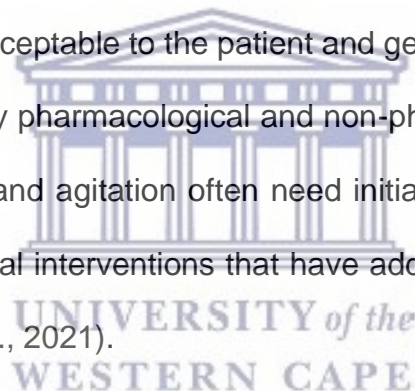 ceptable to the patient and ge
y pharmacological and non-ph
and agitation often need initia
al interventions that have add
UNIVERSITY of the
., 2021).
WESTERN CAPE